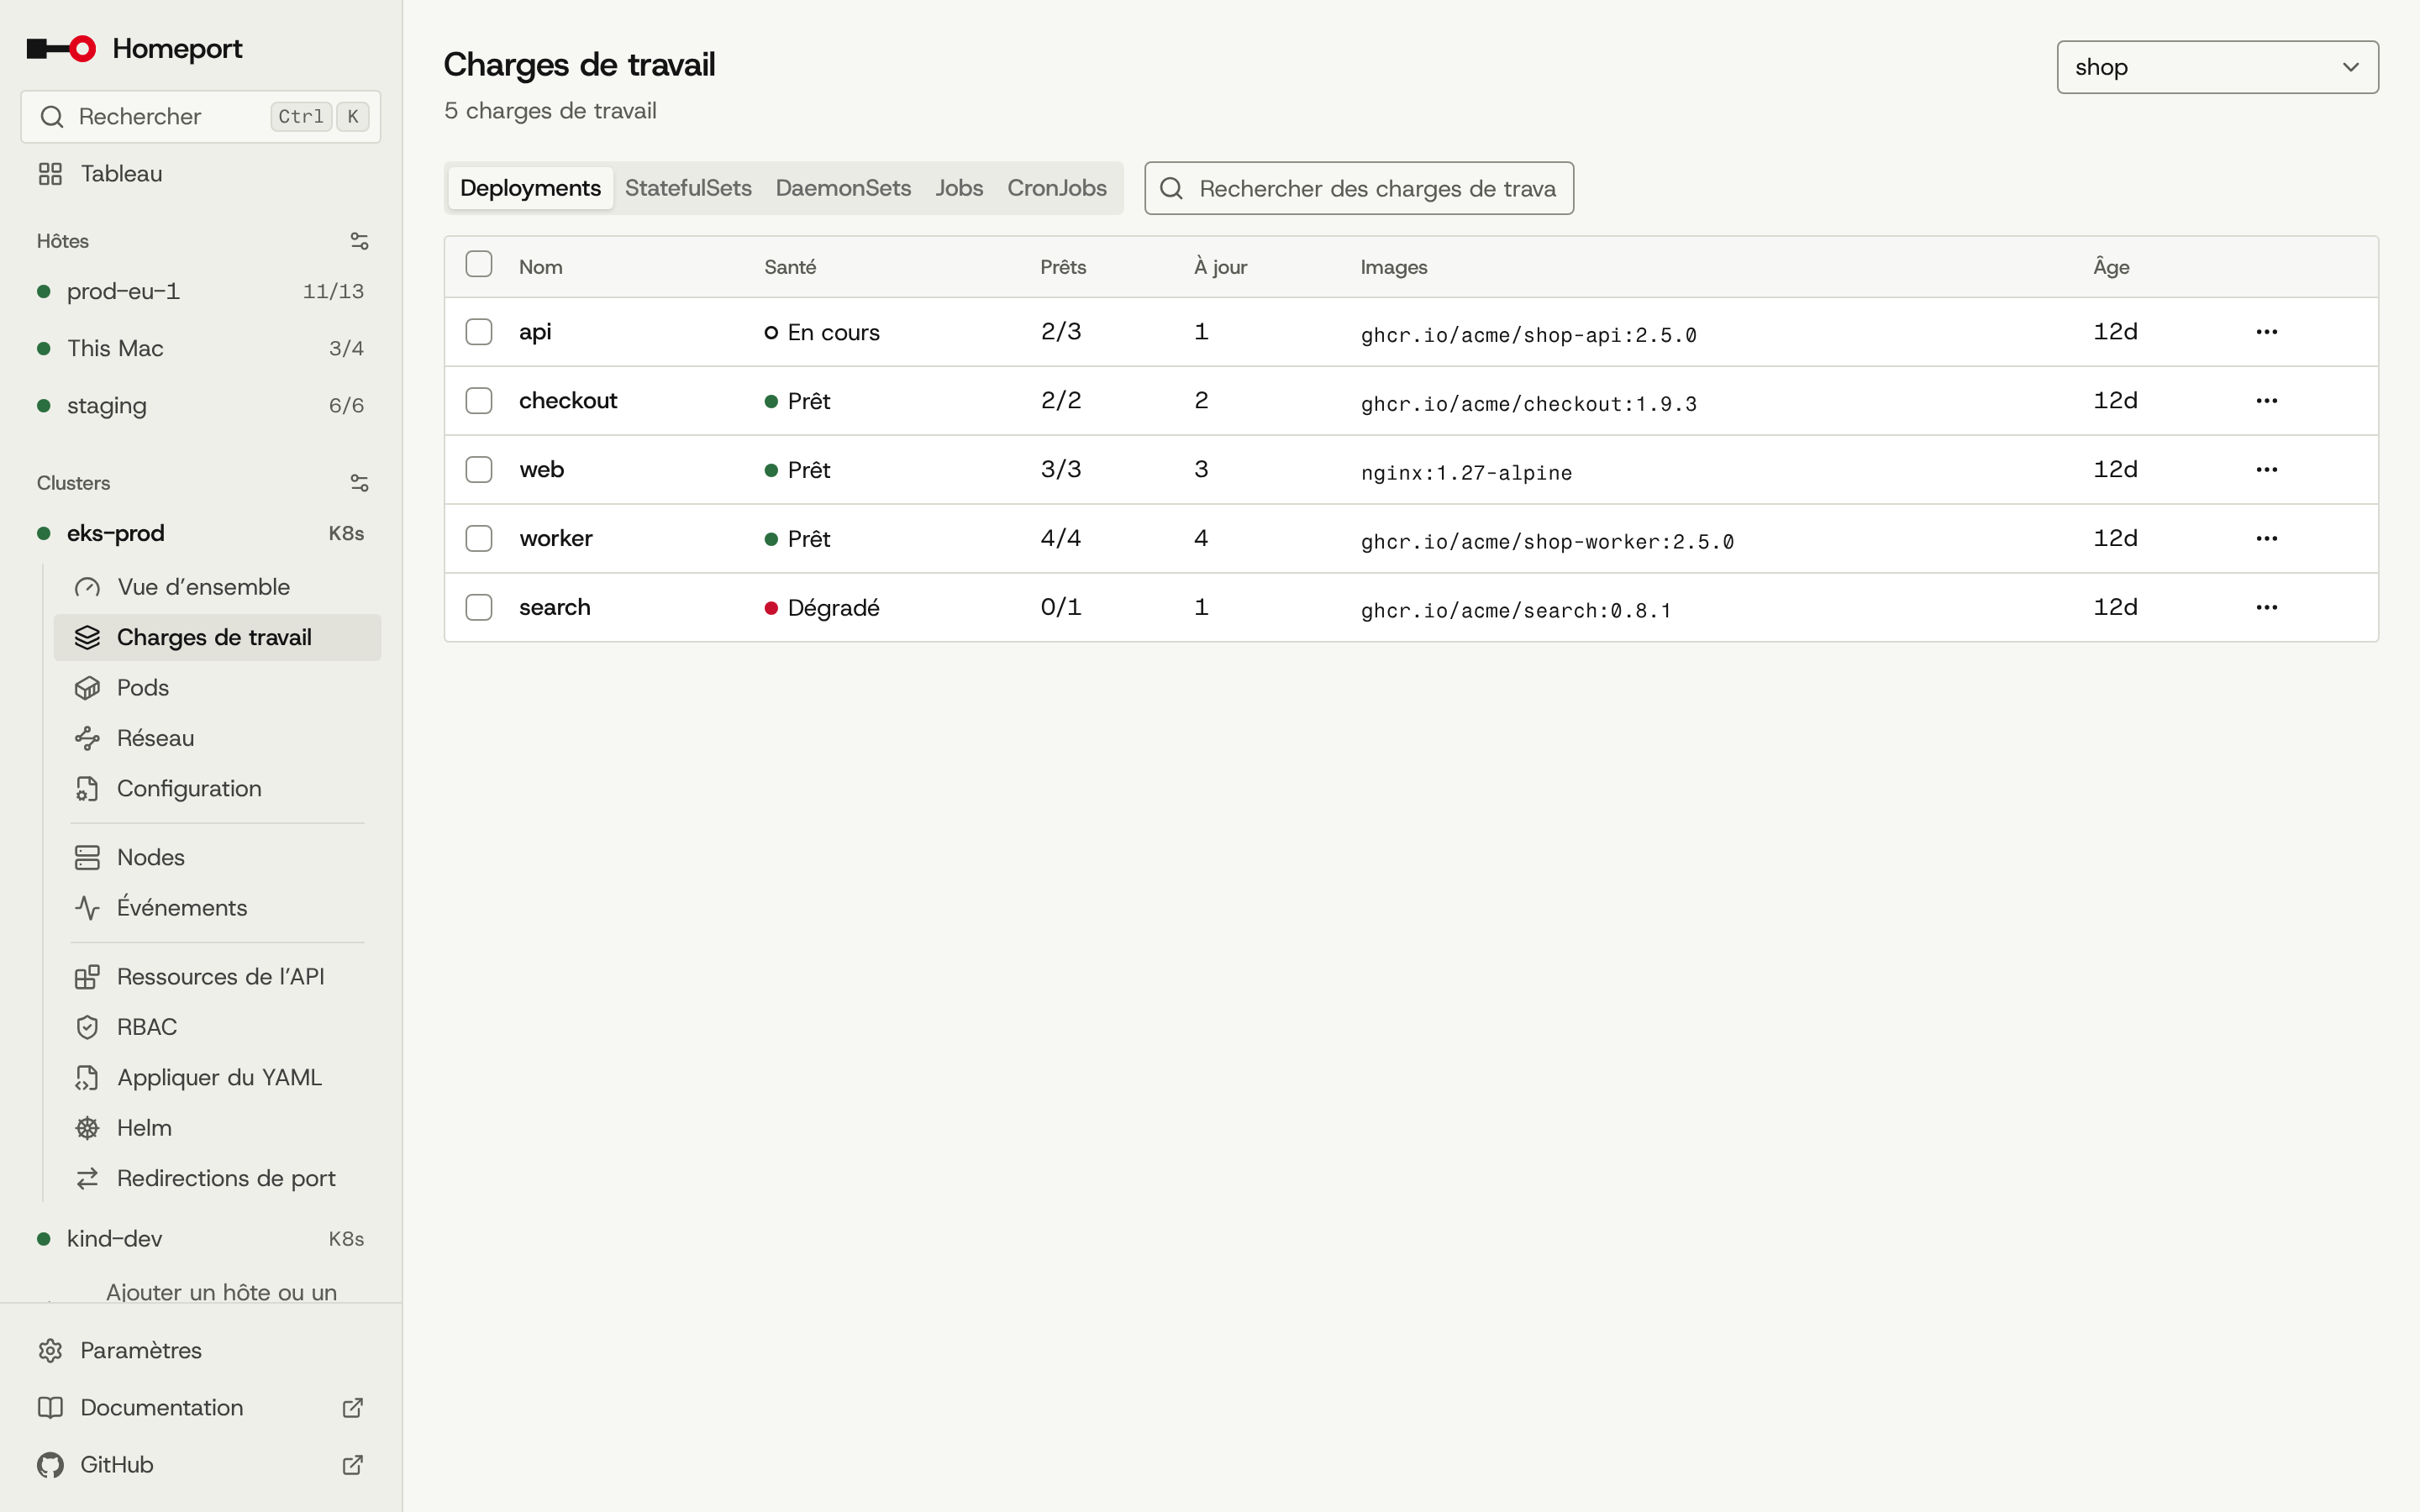 Homeport
Rechercher Ctrl K
Tableau
Hôtes
prod-eu-1 11/13
This Mac 3/4
staging 6/6
Clusters
eks-prod K8s
Vue d’ensemble
Charges de travail
Pods
Réseau
Configuration
Nodes
Événements
Ressources de l’API
RBAC
Appliquer du YAML
Helm
Redirections de port
kind-dev K8s
Ajouter un hôte ou un
Paramètres
Documentation
GitHub
Charges de travail
5 charges de travail
shop
Deployments StatefulSets DaemonSets Jobs CronJobs
Rechercher des charges de trava
Nom Santé Prêts À jour Images Âge
api En cours 2/3 1 ghcr.io/acme/shop-api:2.5.0 12d
checkout Prêt 2/2 2 ghcr.io/acme/checkout:1.9.3 12d
web Prêt 3/3 3 nginx:1.27-alpine 12d
worker Prêt 4/4 4 ghcr.io/acme/shop-worker:2.5.0 12d
search Dégradé 0/1 1 ghcr.io/acme/search:0.8.1 12d